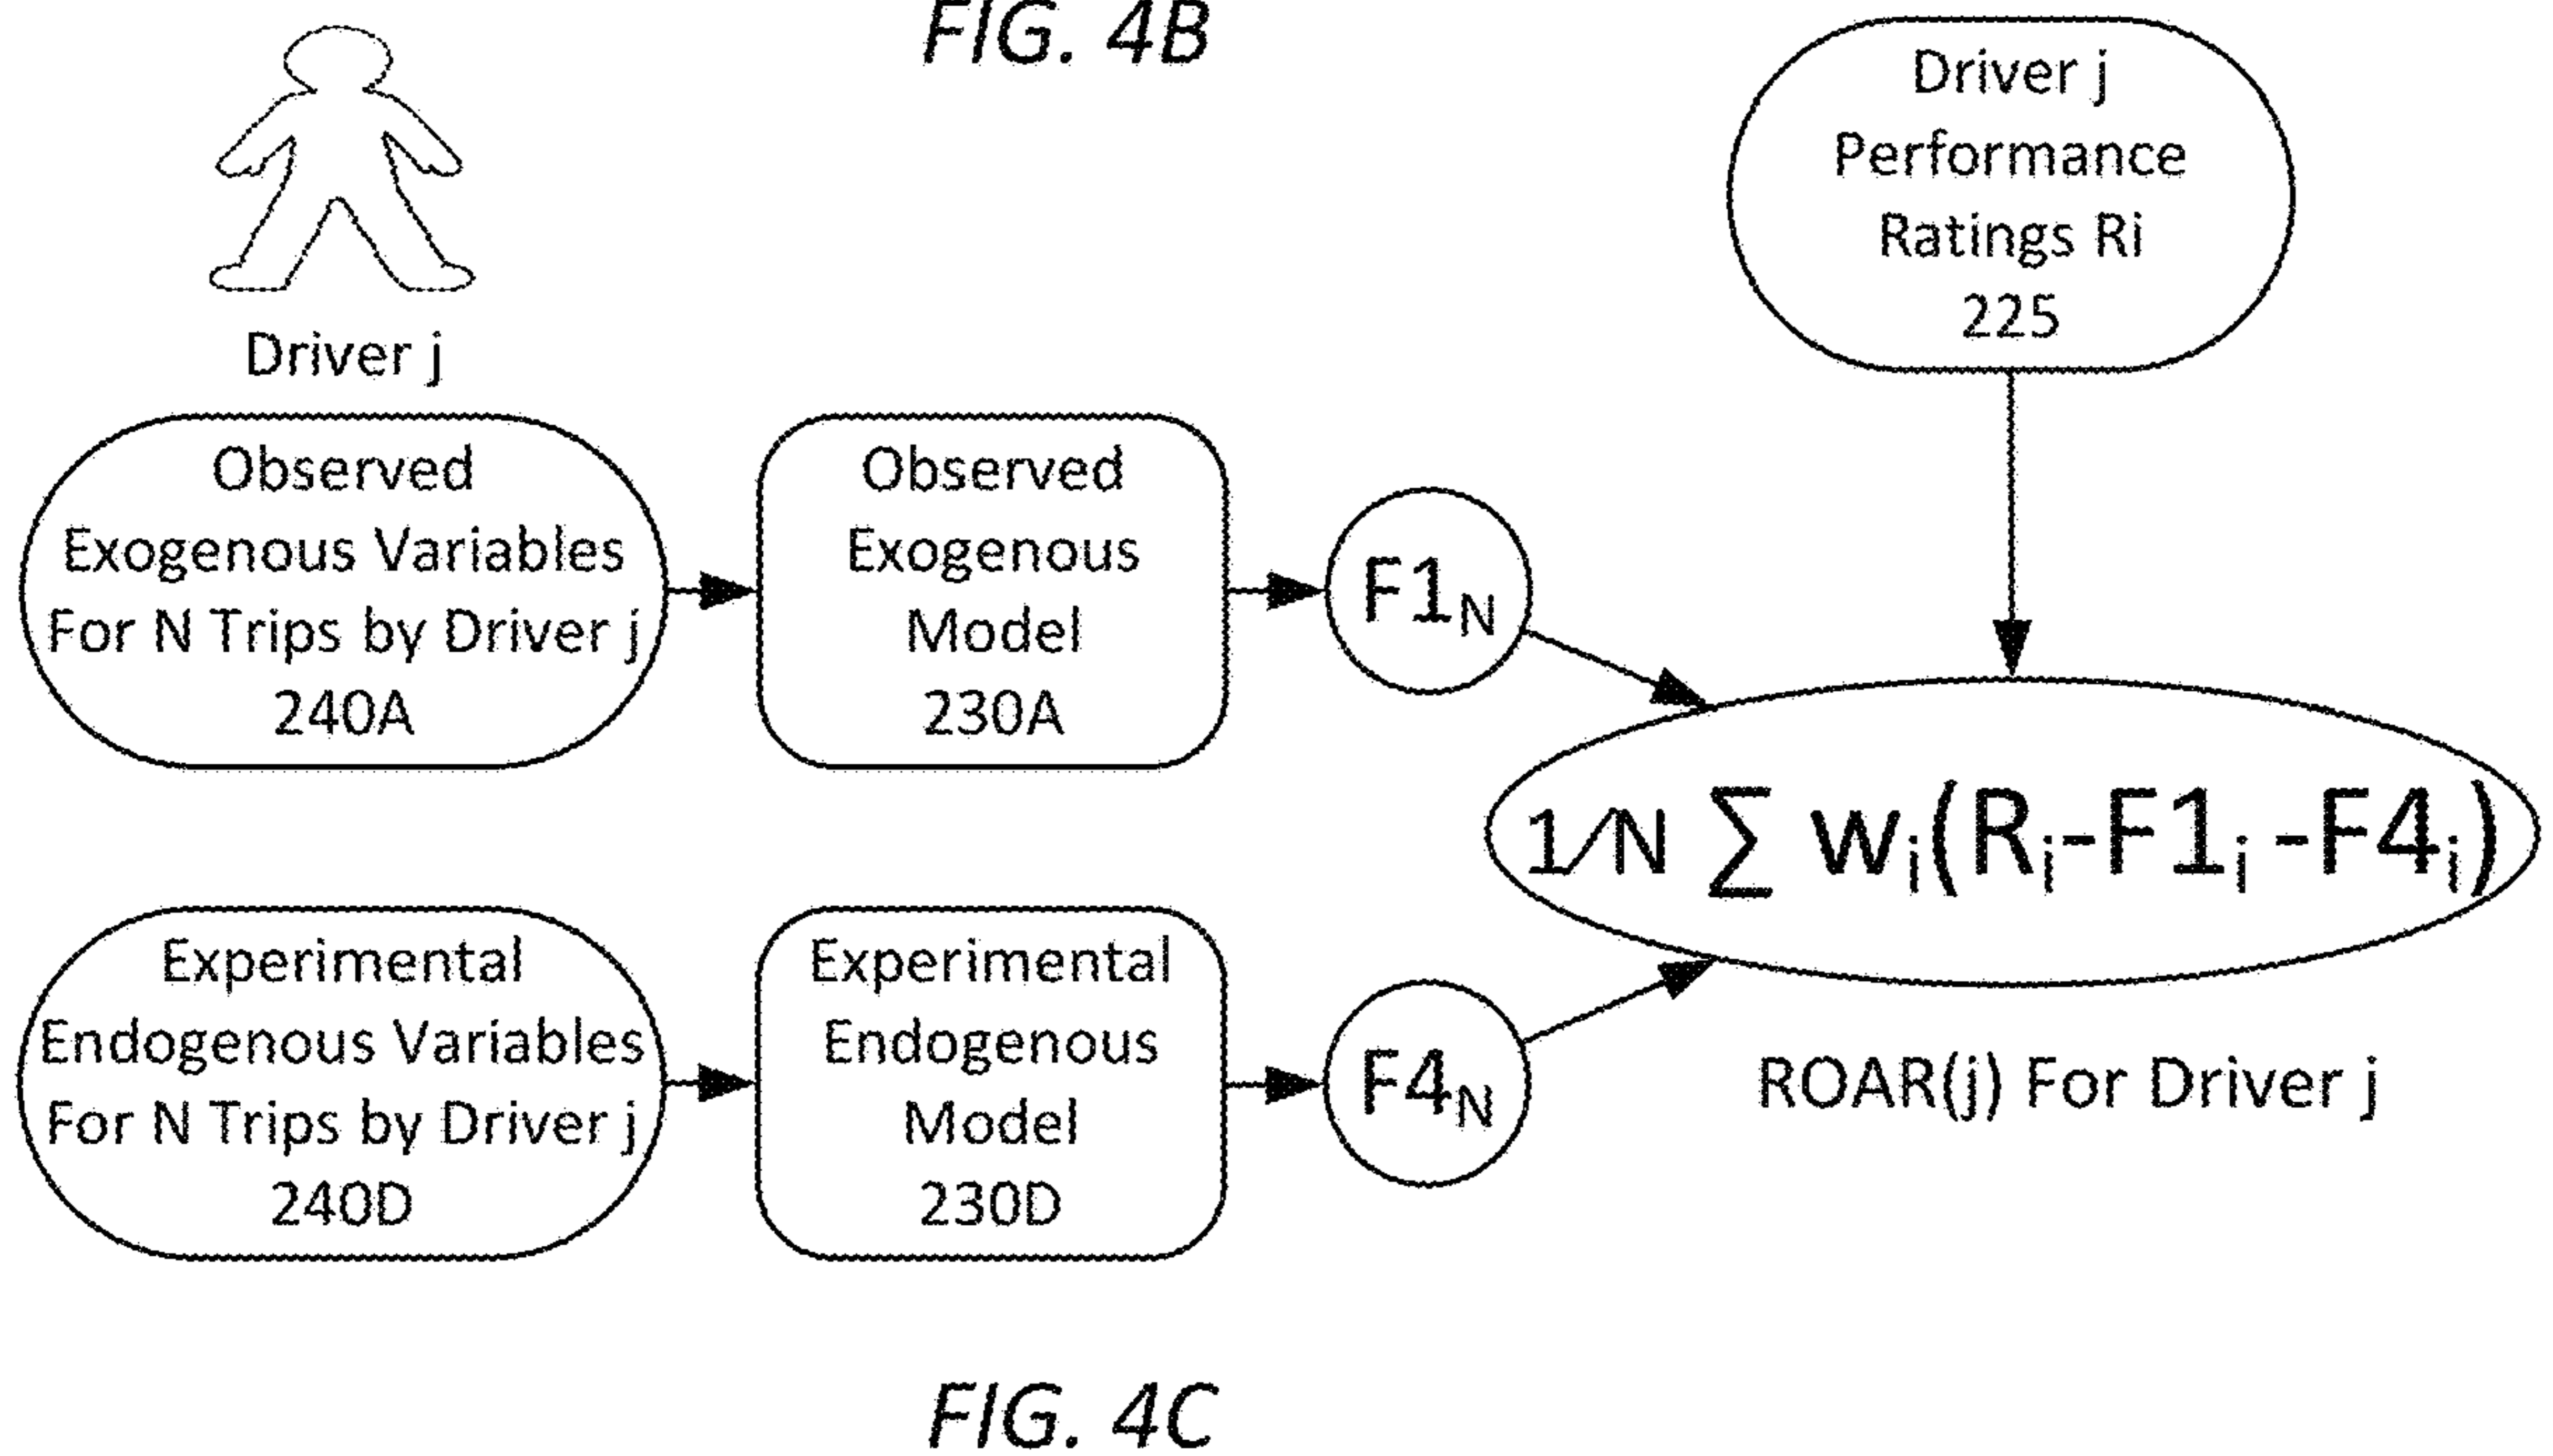 FIG. 4B
Driver j
Driver j
Performance
Ratings Ri
225
Observed
Exogenous Variables
For N Trips by Driver j
240A
Observed
Exogenous
Model
230A
F1N
1/N ∑ wi(Ri-F1i -F4i)
Experimental
Endogenous Variables
For N Trips by Driver j
240D
Experimental
Endogenous
Model
230D
F4N
ROAR(j) For Driver j
FIG. 4C